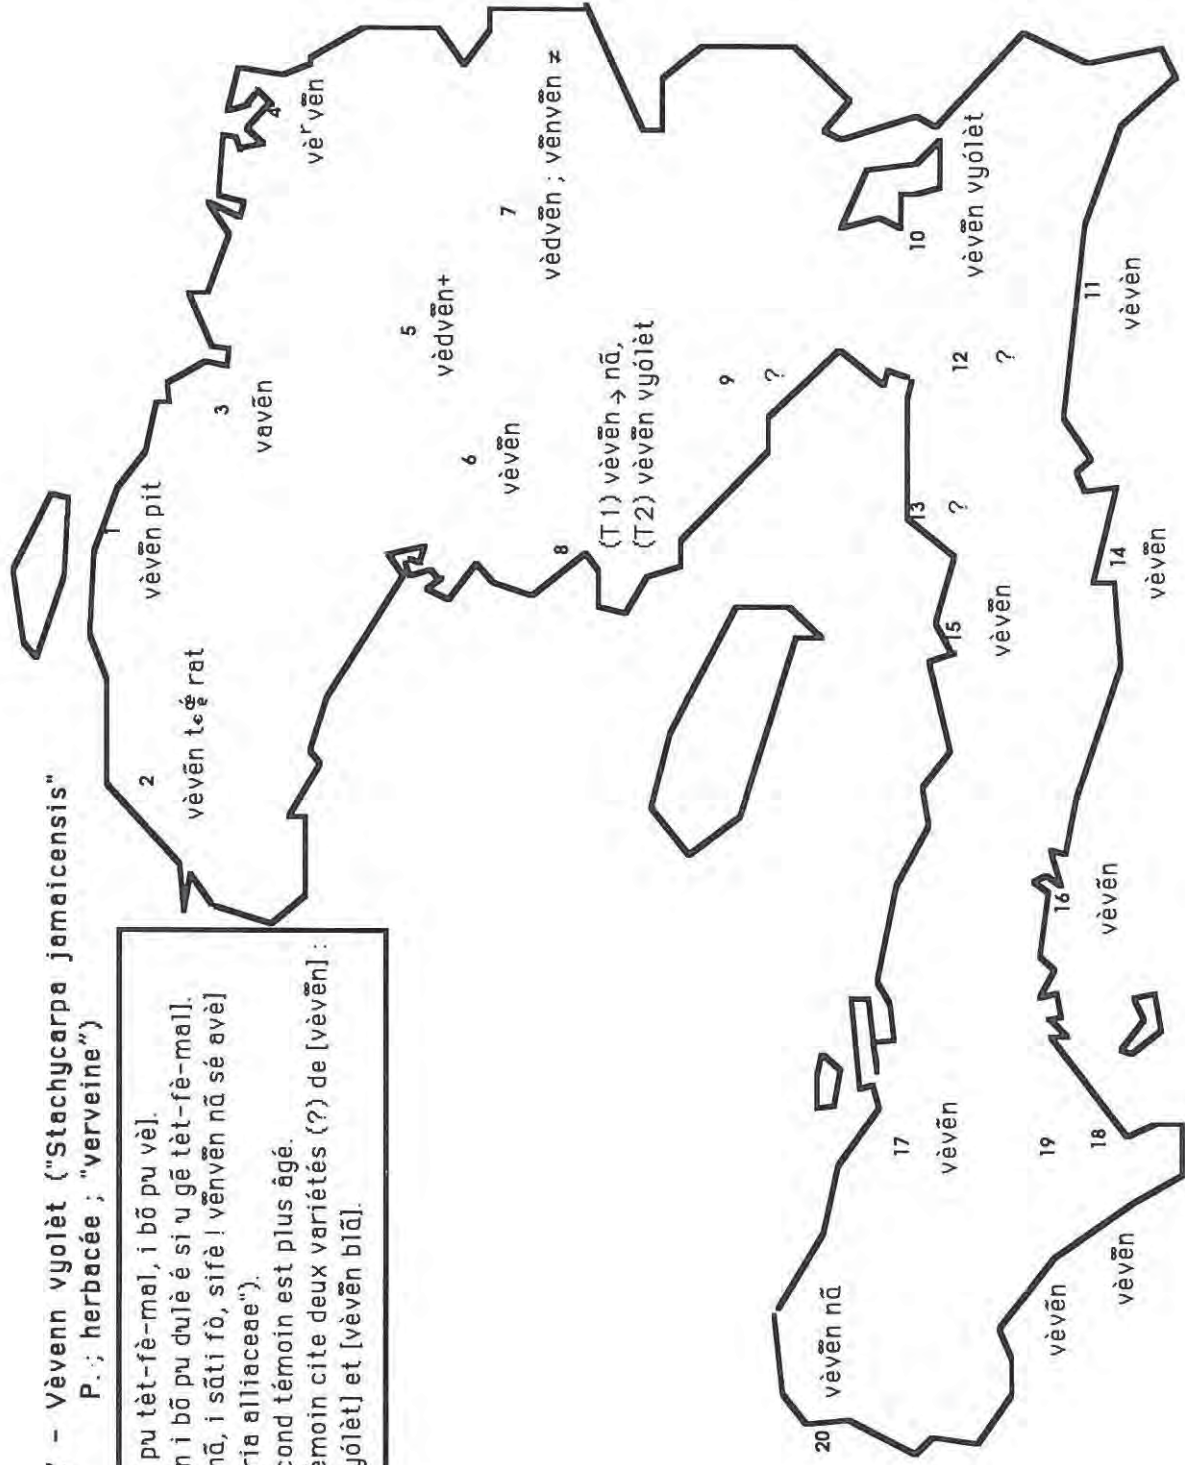 - Vèvenn vyolèt ("Stachycarpa jamaicensis"
P.; herbacée ; "verveine")
pu tèt-fè-mal, i bõ pu vè].
n i bõ pu dulè é si u gẽ tèt-fè-mal].
nã, i sãti fò, sifè ! vẽnvẽn nã sé avè]
ria alliaceae").
cond témoin est plus âgé.
émoin cite deux variétés (?) de [vèvẽn] :
yólèt] et [vèvẽn blã].
1
vèvẽn pit
2
vèvẽn rat
3
vavẽn
4
vèʳvẽn
5
vèdvẽn+
6
vèvẽn
7
vèdvẽn ; vẽnvẽn ≠
8
(T1) vèvẽn → nã,
(T2) vèvẽn vyólèt
9
?
10
vèvẽn vyólèt
11
vèvèn
12
?
13
?
14
vèvẽn
15
vèvẽn
16
vèvẽn
17
vèvẽn
18
vèvẽn
19
vèvẽn
20
vèvẽn nã